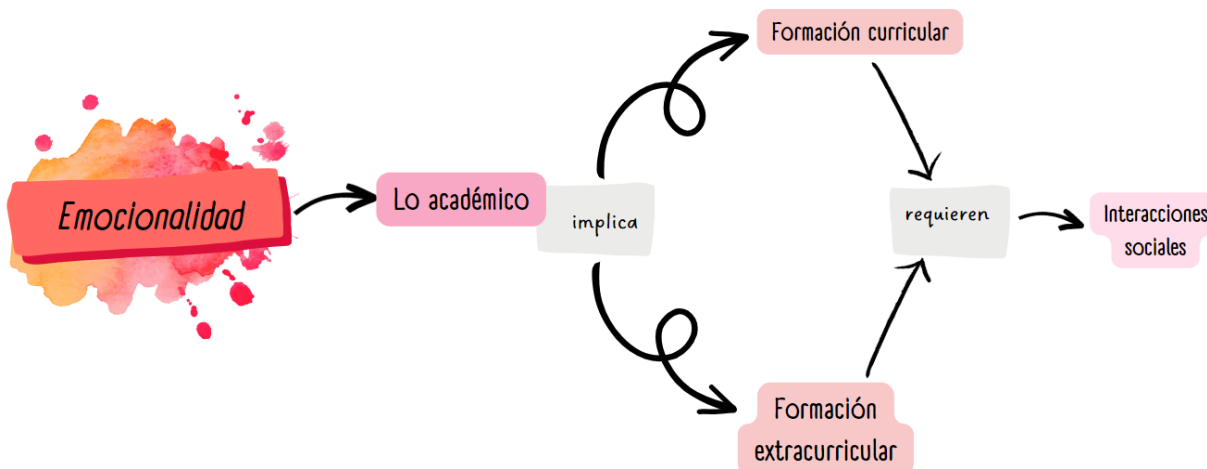 Formación curricular
Emocionalidad
Lo académico
implica
requieren
Interacciones
sociales
Formación
extracurricular